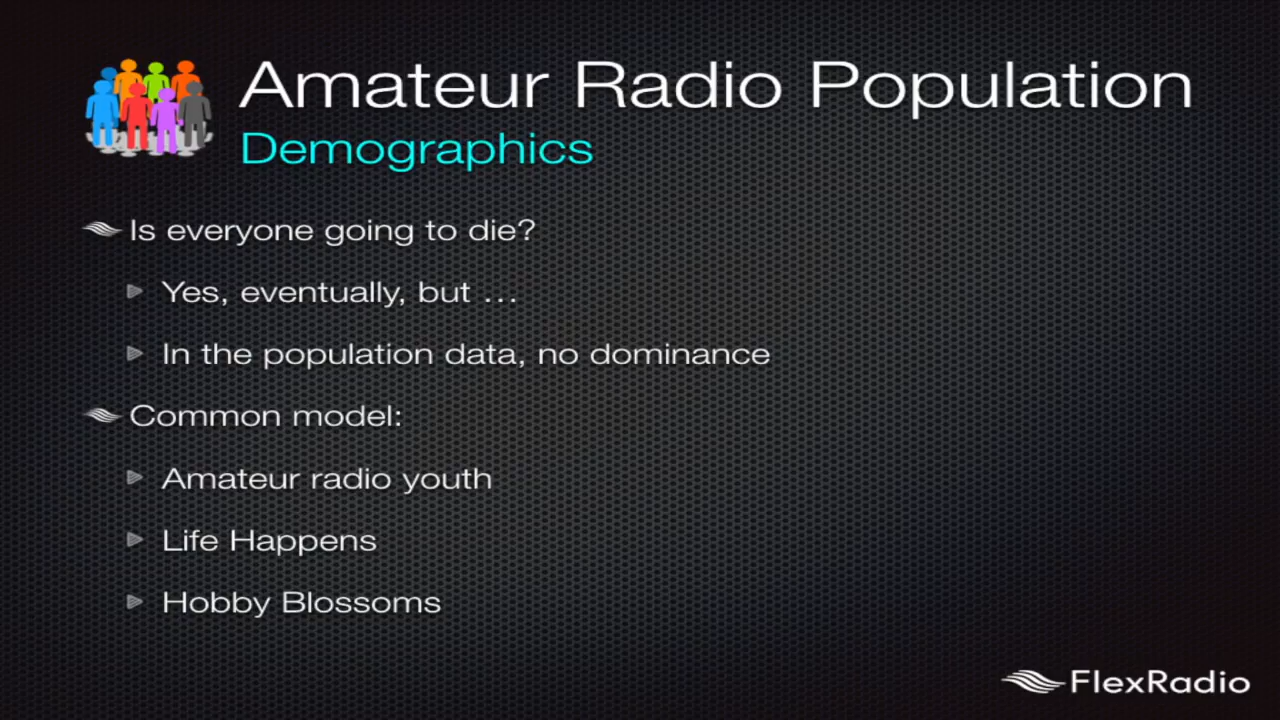 Amateur Radio Population
Demographics
Is everyone going to die?
Yes, eventually, but …
In the population data, no dominance
Common model:
Amateur radio youth
Life Happens
Hobby Blossoms
FlexRadio